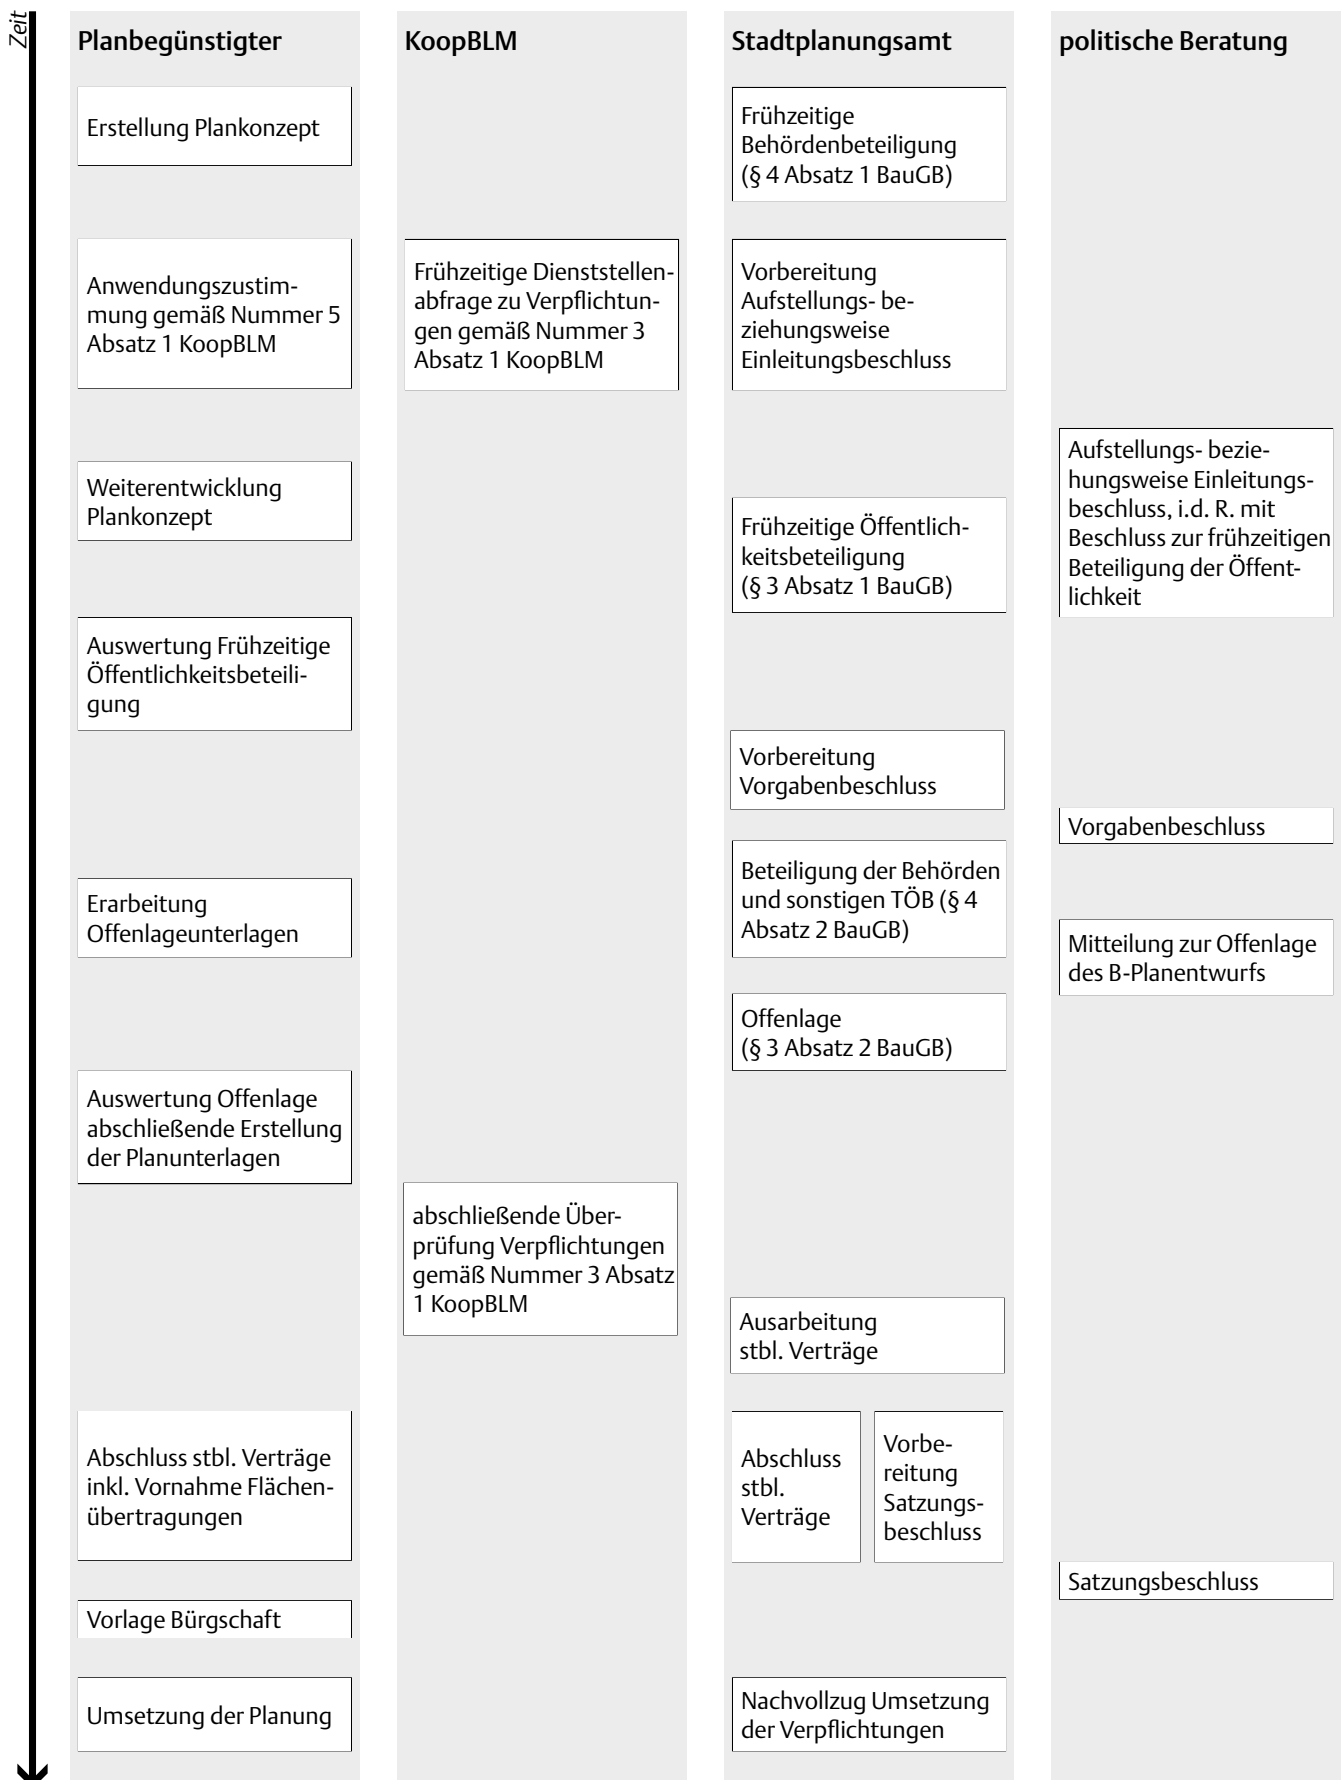 Zeit
Planbegünstigter
Erstellung Plankonzept
Anwendungszustim-
mung gemäß Nummer 5
Absatz 1 KoopBLM
Weiterentwicklung
Plankonzept
Auswertung Frühzeitige
Öffentlichkeitsbeteili-
gung
Erarbeitung
Offenlageunterlagen
Auswertung Offenlage
abschließende Erstellung
der Planunterlagen
Abschluss stbl. Verträge
inkl. Vornahme Flächen-
übertragungen
Vorlage Bürgschaft
Umsetzung der Planung
KoopBLM
Frühzeitige Dienststellen-
abfrage zu Verpflichtun-
gen gemäß Nummer 3
Absatz 1 KoopBLM
abschließende Über-
prüfung Verpflichtungen
gemäß Nummer 3 Absatz
1 KoopBLM
Stadtplanungsamt
Frühzeitige
Behördenbeteiligung
(§ 4 Absatz 1 BauGB)
Vorbereitung
Aufstellungs- be-
ziehungsweise
Einleitungsbeschluss
Frühzeitige Öffentlich-
keitsbeteiligung
(§ 3 Absatz 1 BauGB)
Vorbereitung
Vorgabenbeschluss
Beteiligung der Behörden
und sonstigen TÖB (§ 4
Absatz 2 BauGB)
Offenlage
(§ 3 Absatz 2 BauGB)
Ausarbeitung
stbl. Verträge
Abschluss
stbl.
Verträge
Vorbe-
reitung
Satzungs-
beschluss
Nachvollzug Umsetzung
der Verpflichtungen
politische Beratung
Aufstellungs- bezie-
hungsweise Einleitungs-
beschluss, i.d. R. mit
Beschluss zur frühzeitigen
Beteiligung der Öffent-
lichkeit
Vorgabenbeschluss
Mitteilung zur Offenlage
des B-Planentwurfs
Satzungsbeschluss